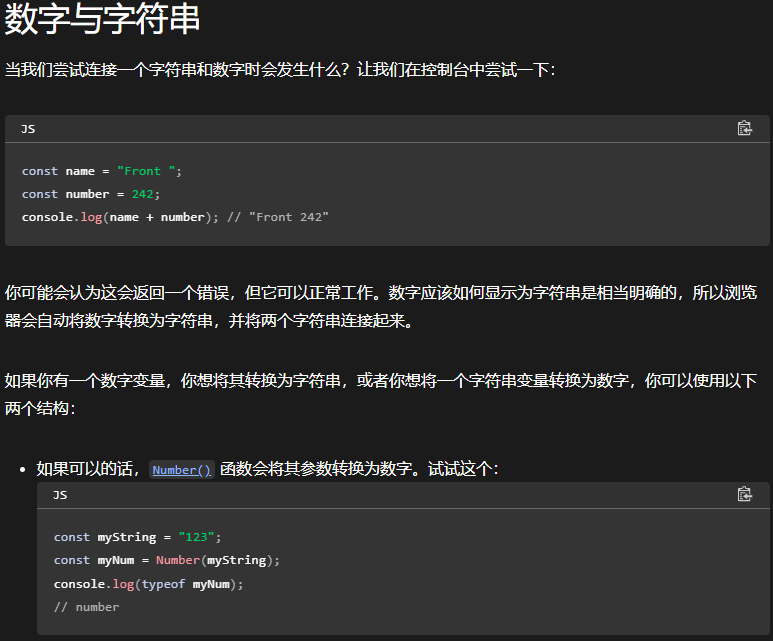 数字与字符串
当我们尝试连接一个字符串和数字时会发生什么？让我们在控制台中尝试一下：
JS
const name = "Front ";
const number = 242;
console.log(name + number); // "Front 242"
你可能会认为这会返回一个错误，但它可以正常工作。数字应该如何显示为字符串是相当明确的，所以浏览
器会自动将数字转换为字符串，并将两个字符串连接起来。
如果你有一个数字变量，你想将其转换为字符串，或者你想将一个字符串变量转换为数字，你可以使用以下
两个结构：
• 如果可以的话，Number() 函数会将其参数转换为数字。试试这个：
JS
const myString = "123";
const myNum = Number(myString);
console.log(typeof myNum);
// number